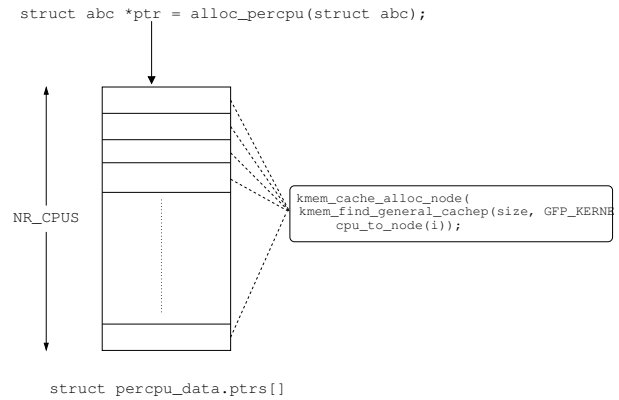 struct abc *ptr = alloc_percpu(struct abc);
NR_CPUS
kmem_cache_alloc_node(
kmem_find_general_cachep(size, GFP_KERNE
cpu_to_node(i));
struct percpu_data.ptrs[]